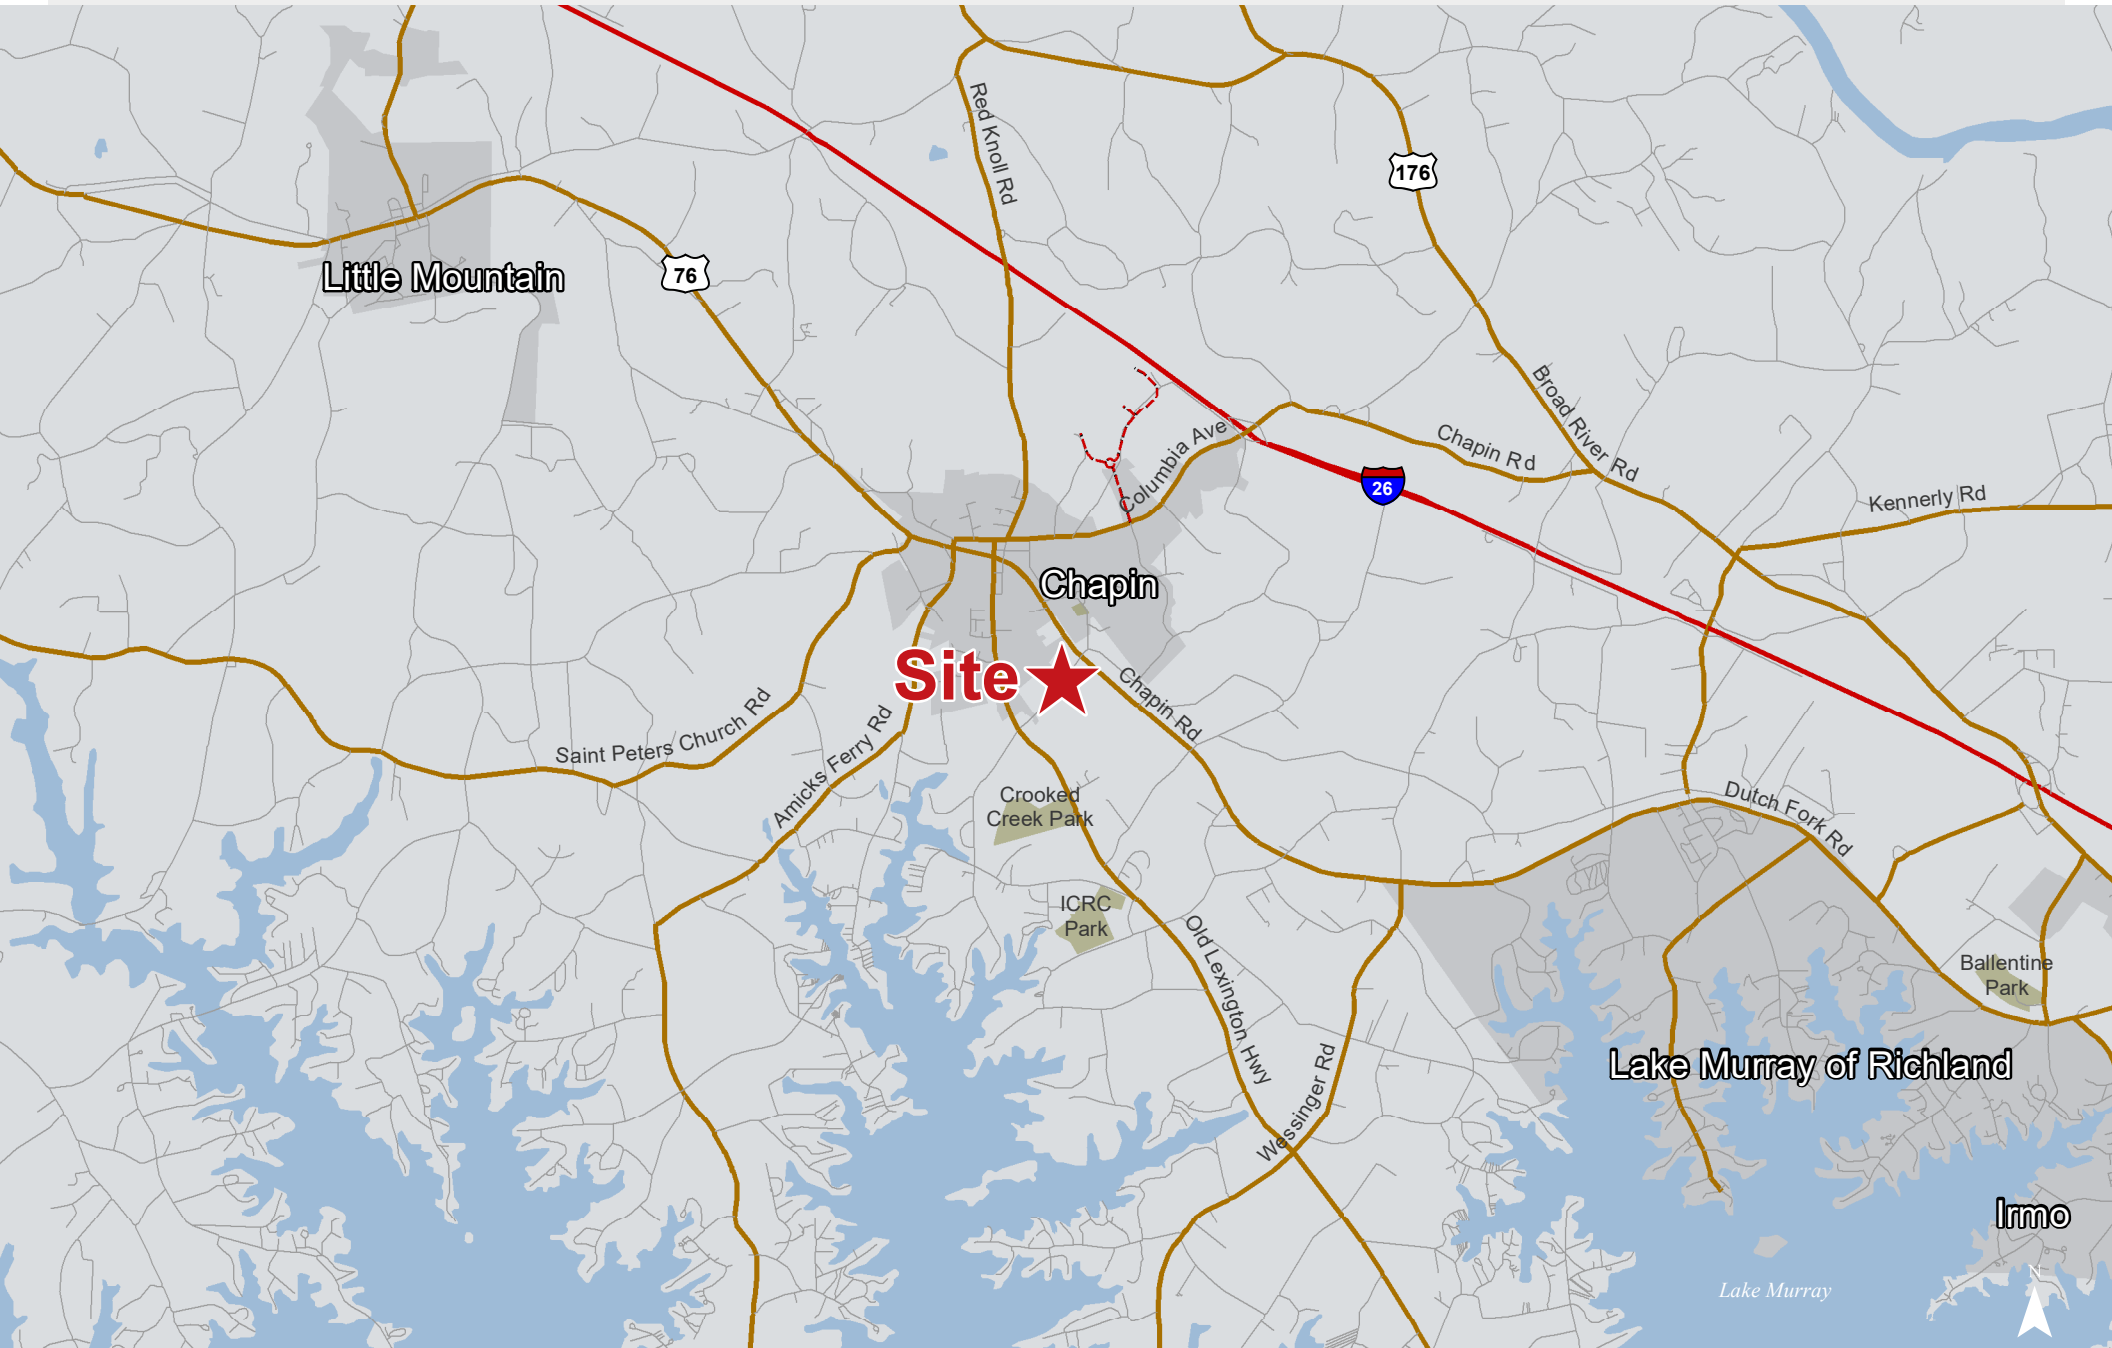 Red Knoll Rd
176
Little Mountain
76
Broad River Rd
Columbia Ave
Chapin Rd
26
Kennerly Rd
Chapin
Site
Chapin Rd
Saint Peters Church Rd
Amicks Ferry Rd
Crooked
Creek Park
Dutch Fork Rd
ICRC
Park
Old Lexington Hwy
Ballentine
Park
Wessinger Rd
Lake Murray of Richland
Irmo
N
Lake Murray